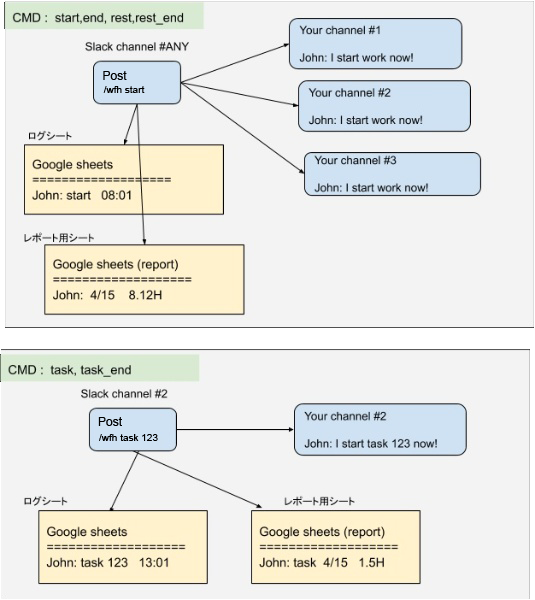 CMD : start,end, rest,rest_end
Slack channel #ANY
Post
/wfh start
Your channel #1
John: I start work now!
Your channel #2
John: I start work now!
Your channel #3
John: I start work now!
ログシート
Google sheets
===================
John: start 08:01
レポート用シート
Google sheets (report)
===================
John: 4/15 8.12H
CMD : task, task_end
Slack channel #2
Post
/wfh task 123
Your channel #2
John: I start task 123 now!
ログシート
Google sheets
===================
John: task 123 13:01
レポート用シート
Google sheets (report)
===================
John: task 4/15 1.5H